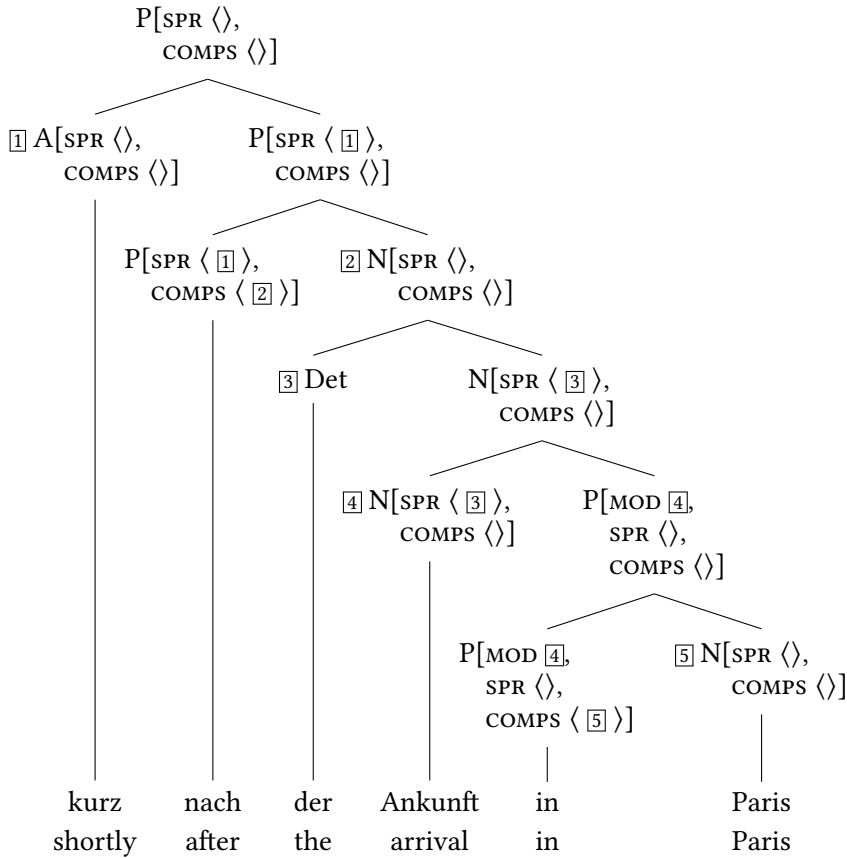 P[SPR ⟨⟩,
COMPS ⟨⟩]
1 A[SPR ⟨⟩, P[SPR ⟨ 1 ⟩,
COMPS ⟨⟩] COMPS ⟨⟩]
P[SPR ⟨ 1 ⟩, 2 N[SPR ⟨⟩,
COMPS ⟨ 2 ⟩] COMPS ⟨⟩]
3 Det N[SPR ⟨ 3 ⟩,
COMPS ⟨⟩]
4 N[SPR ⟨ 3 ⟩, P[MOD 4,
COMPS ⟨⟩] SPR ⟨⟩,
COMPS ⟨⟩]
P[MOD 4, 5 N[SPR ⟨⟩,
SPR ⟨⟩, COMPS ⟨⟩]
COMPS ⟨ 5 ⟩]
kurz nach der Ankunft in Paris
shortly after the arrival in Paris